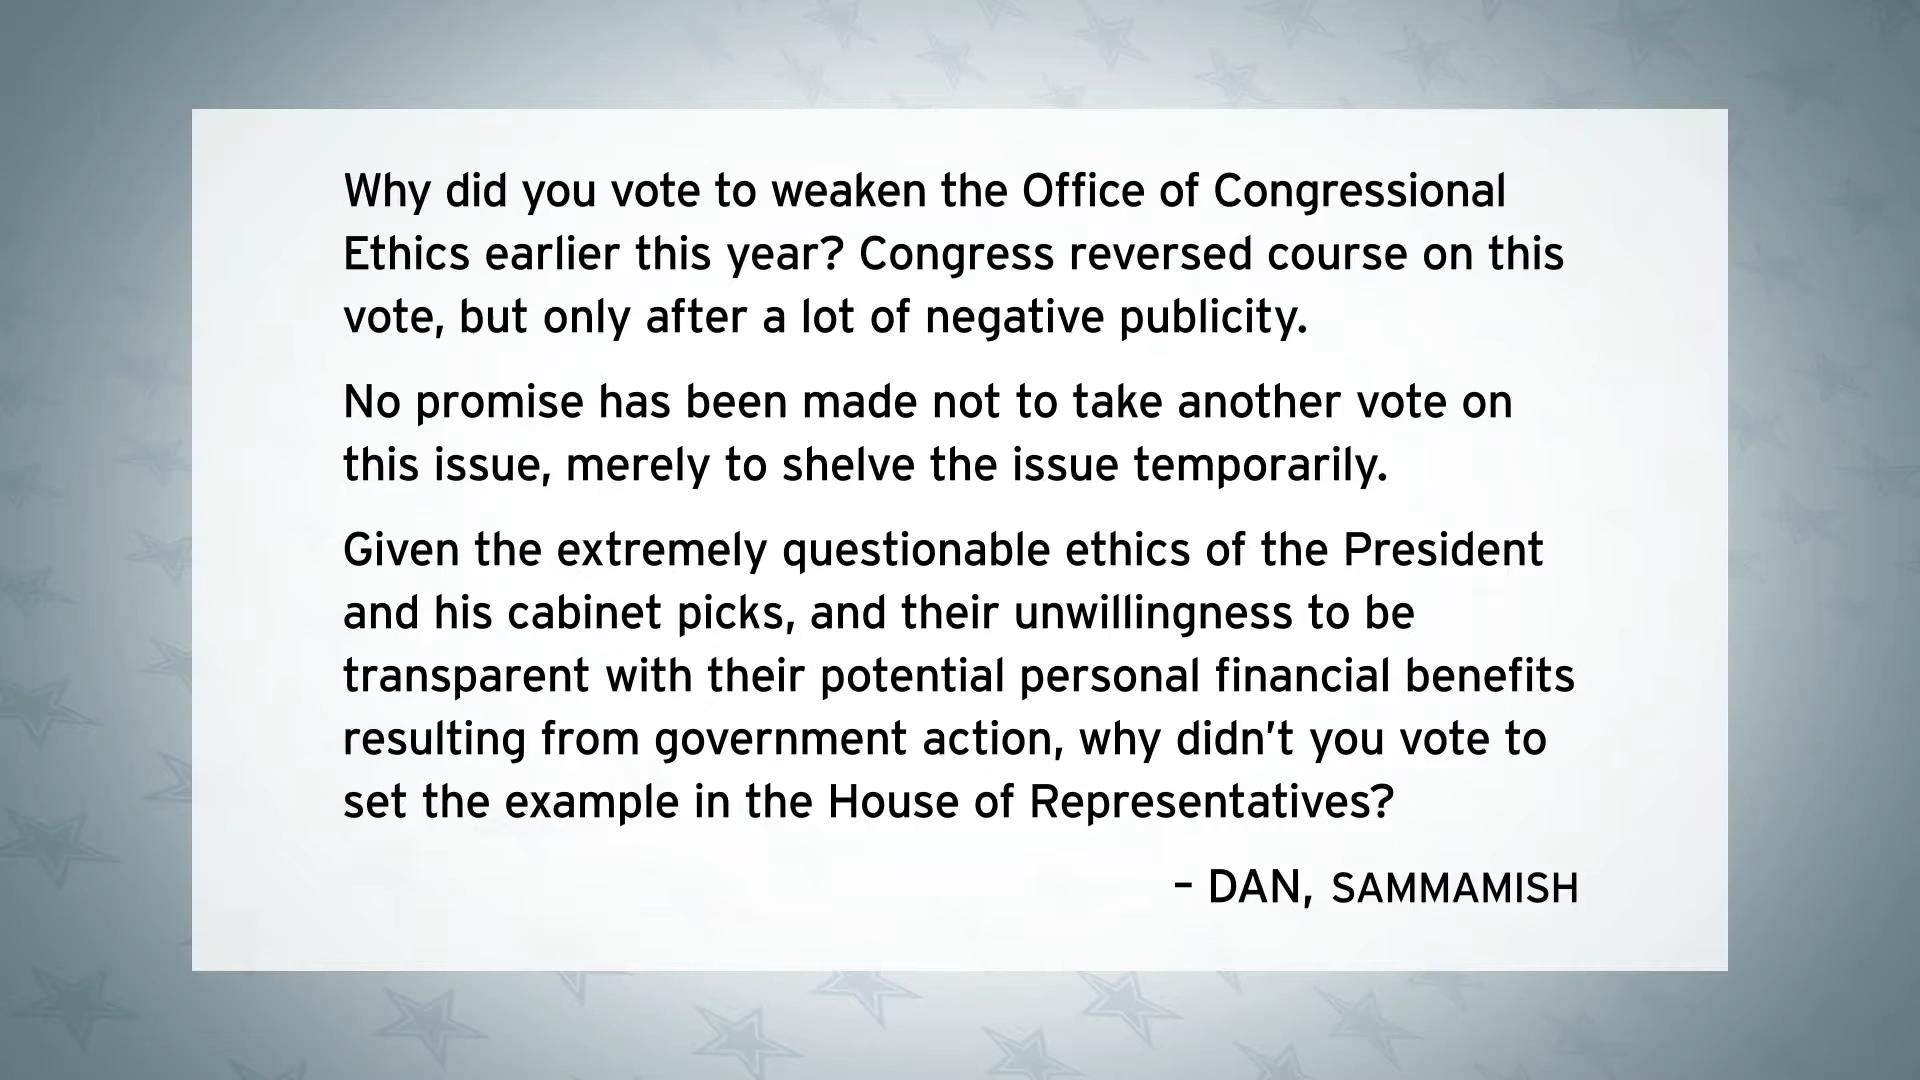 Why did you vote to weaken the Office of Congressional
Ethics earlier this year? Congress reversed course on this
vote, but only after a lot of negative publicity.
No promise has been made not to take another vote on
this issue, merely to shelve the issue temporarily.
Given the extremely questionable ethics of the President
and his cabinet picks, and their unwillingness to be
transparent with their potential personal financial benefits
resulting from government action, why didn't you vote to
set the example in the House of Representatives?
– DAN, SAMMAMISH